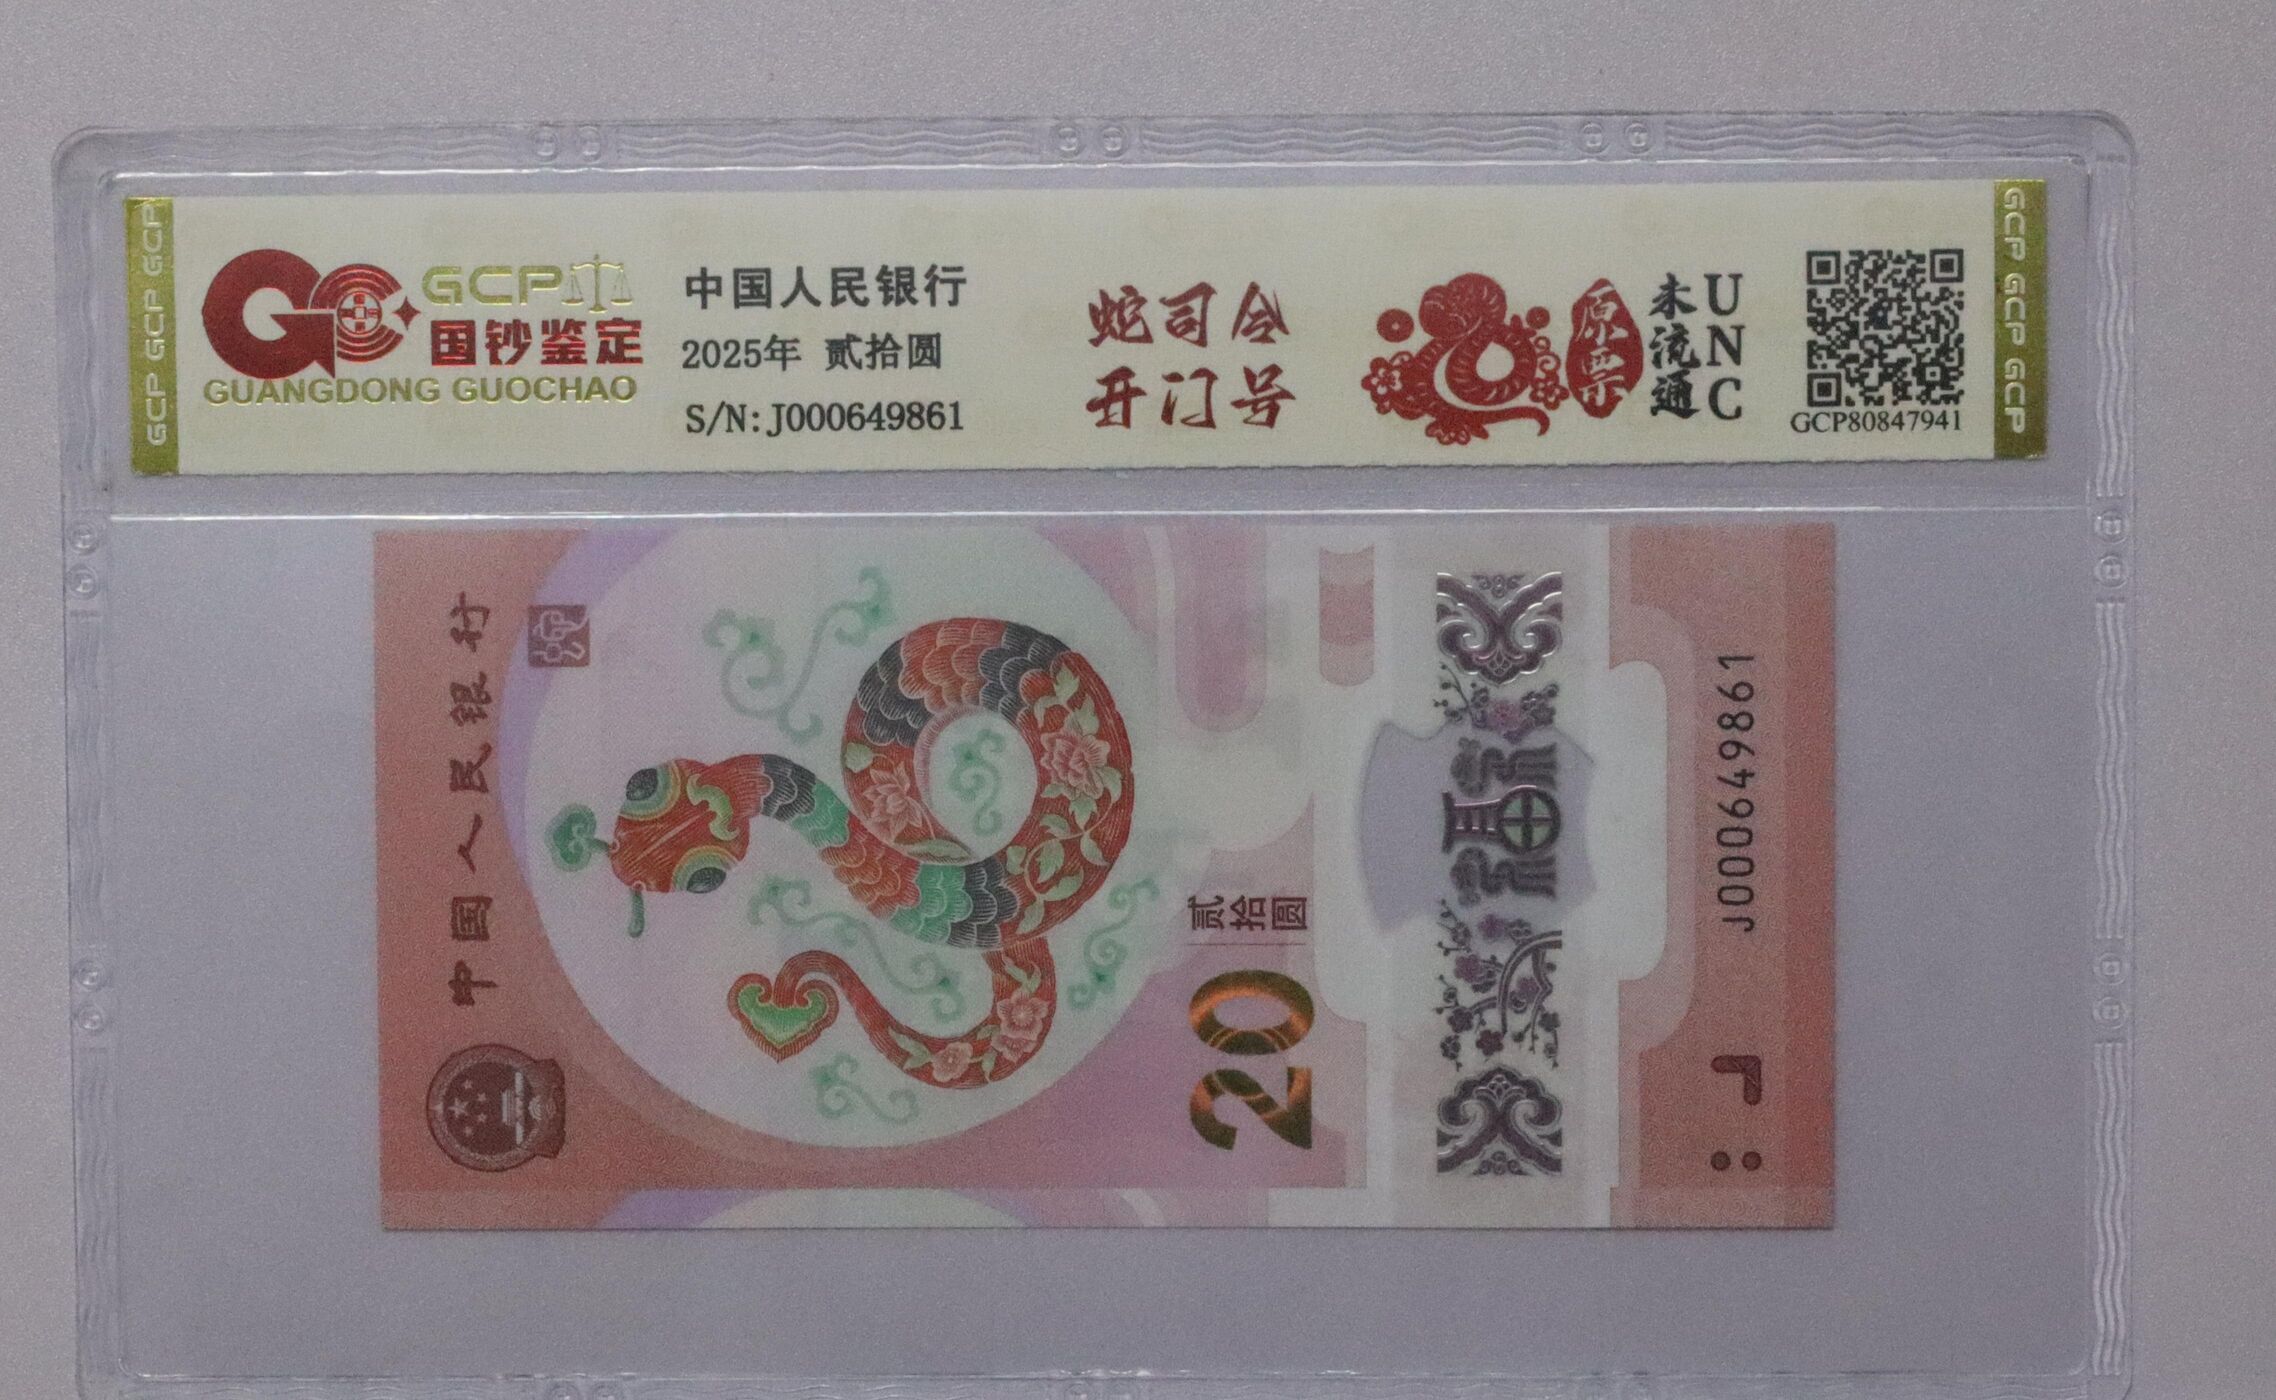 GCP
国钞鉴定
GUANGDONG GUOCHAO
中国人民银行
2025年 贰拾圆
S/N:J000649861
蛇司令
开门号
原票
未流通
UNC
GCP80847941
GCP GCP GCP
GCP GCP GCP GCP
中国人民银行
贰拾圆
20
福
J000649861